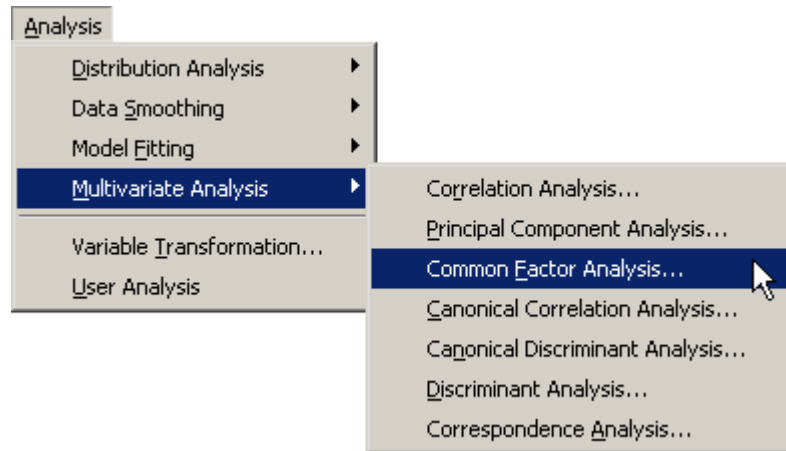 Analysis
Distribution Analysis
Data Smoothing
Model Fitting
Multivariate Analysis
Variable Transformation...
User Analysis
Correlation Analysis...
Principal Component Analysis...
Common Factor Analysis...
Canonical Correlation Analysis...
Canonical Discriminant Analysis...
Discriminant Analysis...
Correspondence Analysis...